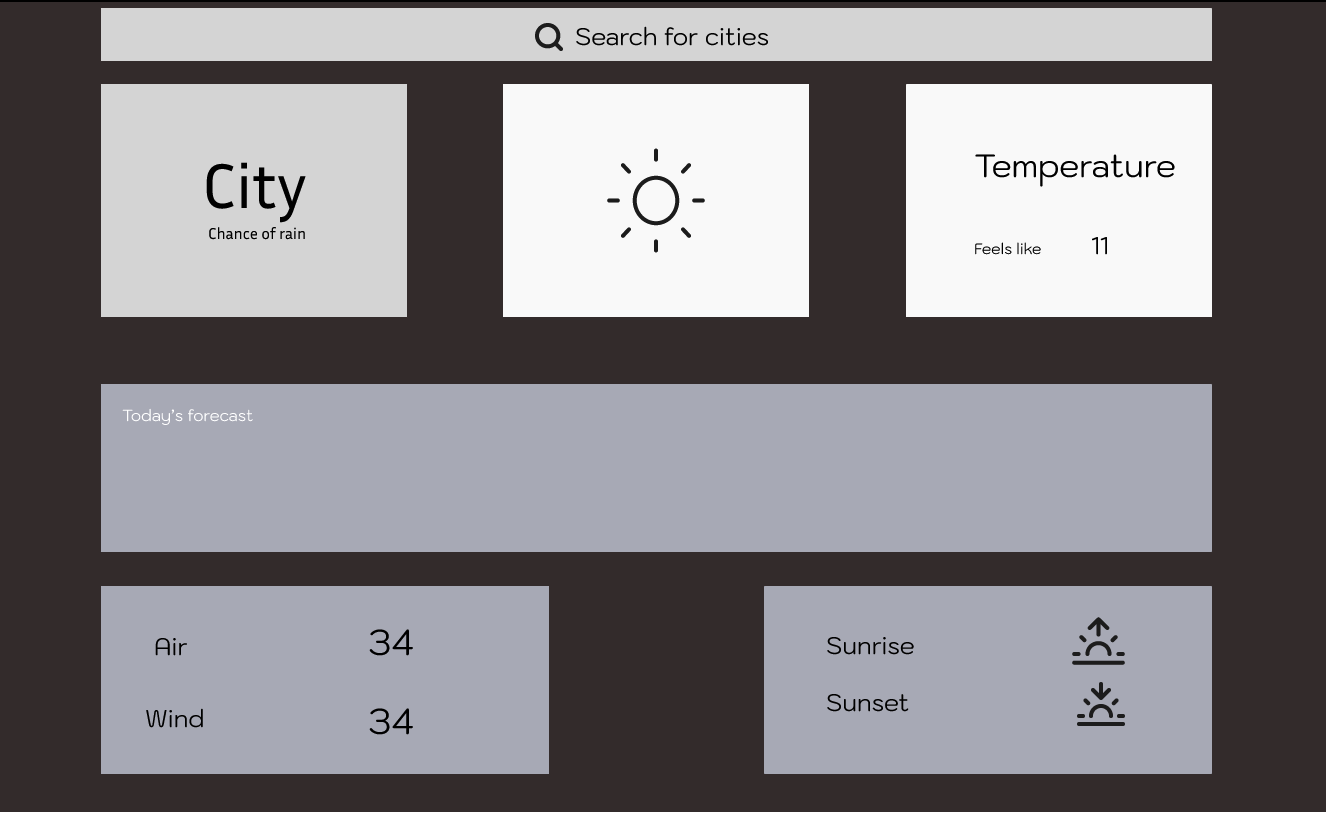 Search for cities
City
Chance of rain
Temperature
Feels like 11
Today's forecast
Air 34
Wind 34
Sunrise
Sunset